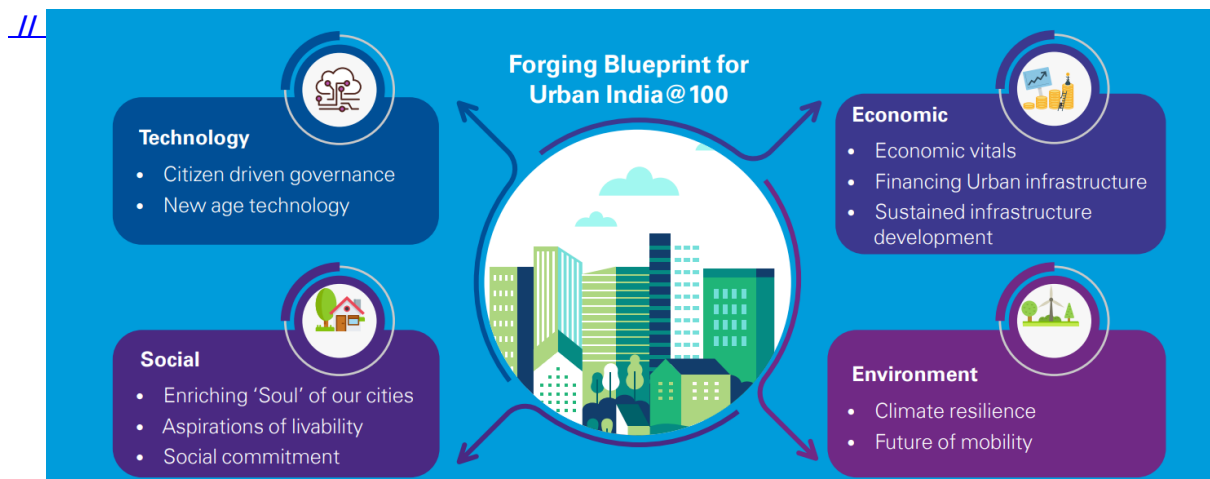 //
Forging Blueprint for
Urban India@100
Technology
• Citizen driven governance
• New age technology
Economic
• Economic vitals
• Financing Urban infrastructure
• Sustained infrastructure
development
Social
• Enriching ‘Soul’ of our cities
• Aspirations of livability
• Social commitment
Environment
• Climate resilience
• Future of mobility